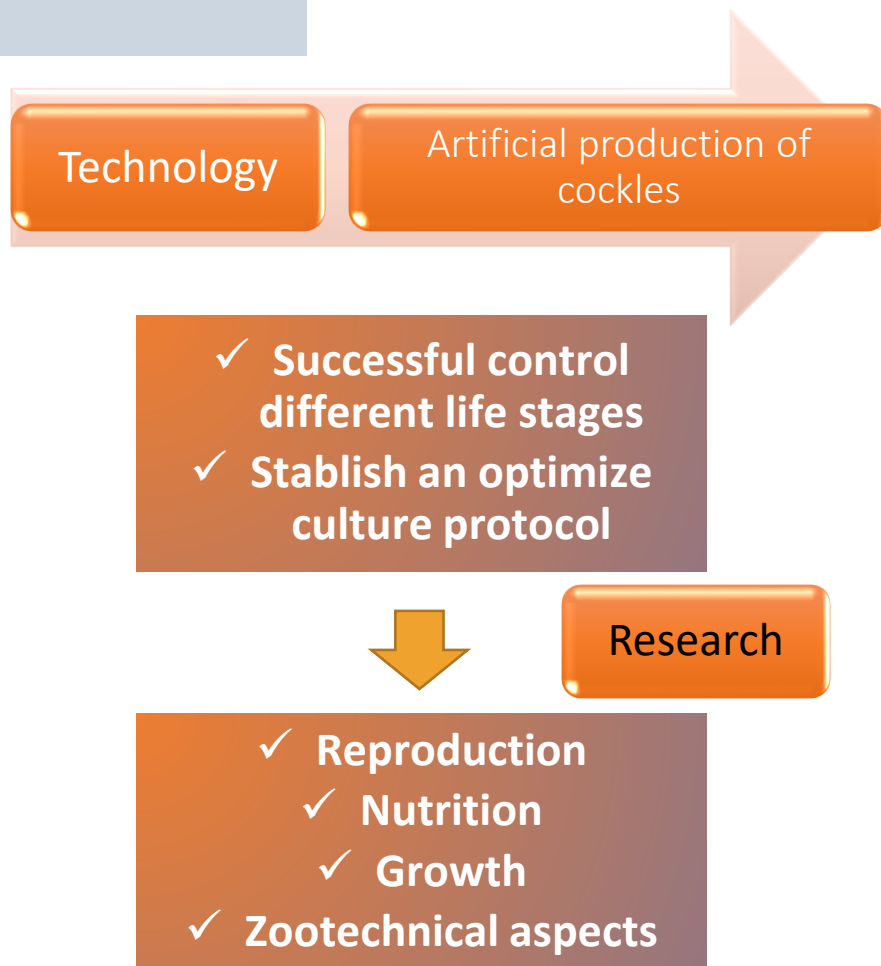 Technology
Artificial production of
cockles
✓ Successful control
different life stages
✓ Stablish an optimize
culture protocol
Research
✓ Reproduction
✓ Nutrition
✓ Growth
✓ Zootechnical aspects